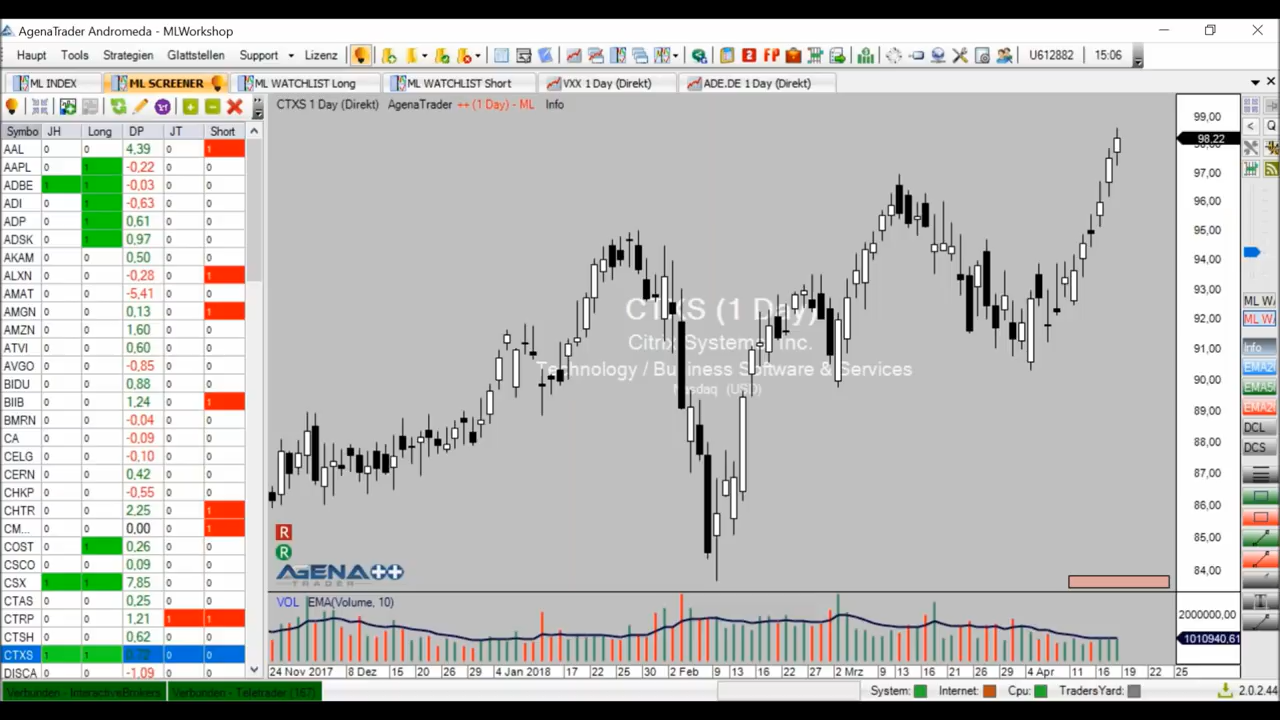 AgenaTrader Andromeda - MLWorkshop
Haupt Tools Strategien Glattstellen Support Lizenz 2 FP U612882 15:06
ML INDEX ML SCREENER ML WATCHLIST Long ML WATCHLIST Short VXX 1 Day (Direkt) ADE.DE 1 Day (Direkt)
CTXS 1 Day (Direkt) AgenaTrader ↔ (1 Day) - ML Info
Symbo JH Long DP JT Short
AAL 0 0 4,39 0 1
AAPL 0 1 -0,22 0 0
ADBE 1 1 -0,03 0 0
ADI 0 1 -0,63 0 0
ADP 0 1 0,61 0 0
ADSK 0 1 0,97 0 0
AKAM 0 0 0,50 0 0
ALXN 0 0 -0,28 0 1
AMAT 0 0 -5,41 0 0
AMGN 0 0 0,13 0 1
AMZN 0 0 1,60 0 0
ATVI 0 0 0,60 0 0
AVGO 0 0 -0,85 0 0
BIDU 0 0 0,88 0 0
BIIB 0 0 1,24 0 1
BMRN 0 0 -0,04 0 0
CA 0 0 -0,09 0 0
CELG 0 0 -0,10 0 0
CERN 0 0 0,42 0 0
CHKP 0 0 -0,55 0 0
CHTR 0 0 2,25 0 1
CM... 0 0 0,00 0 1
COST 0 1 0,26 0 0
CSCO 0 0 0,09 0 0
CSX 1 1 7,85 0 0
CTAS 0 0 0,25 0 0
CTRP 0 0 1,21 1 1
CTSH 0 0 0,62 0 0
CTXS 1 1 0,72 0 0
DISCA 0 0 -1,09 0 0
CTXS (1 Day)
Citrix Systems, Inc.
Technology / Business Software & Services
Nasdaq (USD)
R
R
AGENA
TRADER
VOL EMA(Volume, 10)
99,00
98,22
97,00
96,00
95,00
94,00
93,00
92,00
91,00
90,00
89,00
88,00
87,00
86,00
85,00
84,00
2000000,00
1010940,61
24 Nov 2017 8 Dez 15 20 26 29 4 Jan 2018 11 17 22 25 30 2 Feb 9 13 16 22 27 2 Mrz 9 13 16 21 26 29 4 Apr 11 16 19 22 25
Q
ML W
ML W
Info
EMA2
EMA5
EMA2
DCL
DCS
T
Verbunden - InteractiveBrokers Verbunden - Teletrader (167)
System: Internet: Cpu: TradersYard: 2.0.2.44